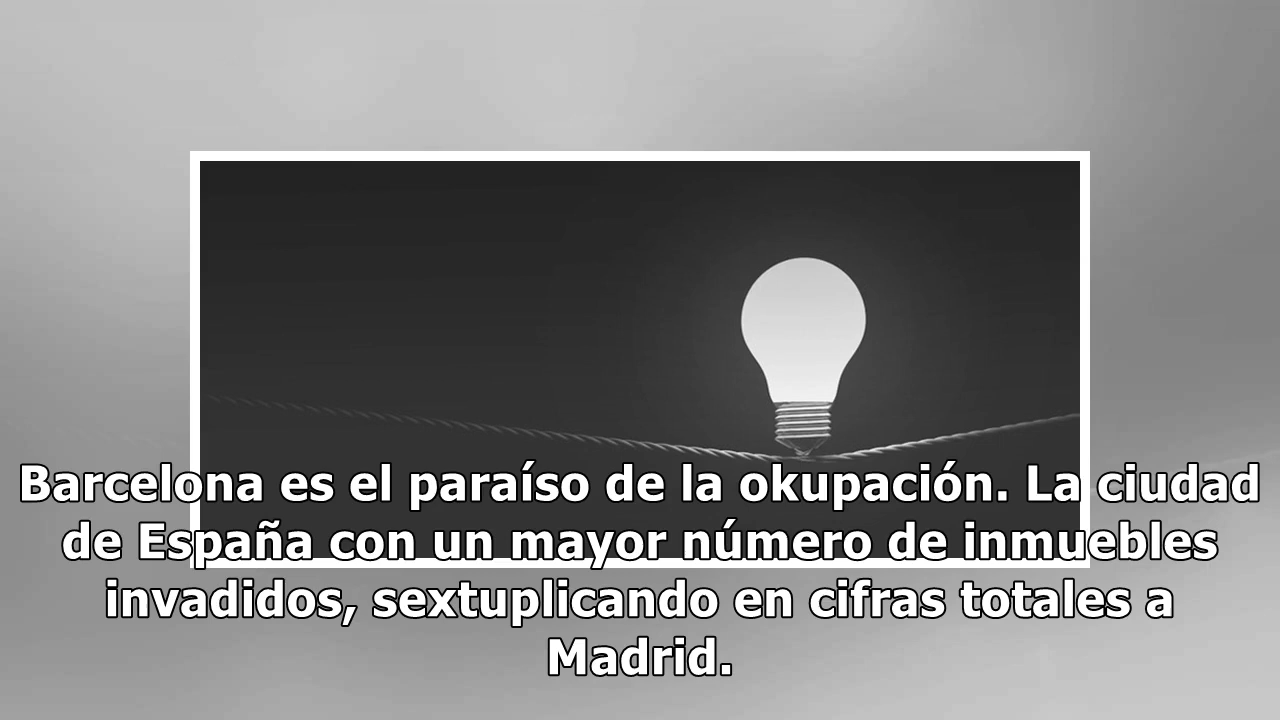 Barcelona es el paraíso de la okupación. La ciudad
de España con un mayor número de inmuebles
invadidos, sextuplicando en cifras totales a
Madrid.